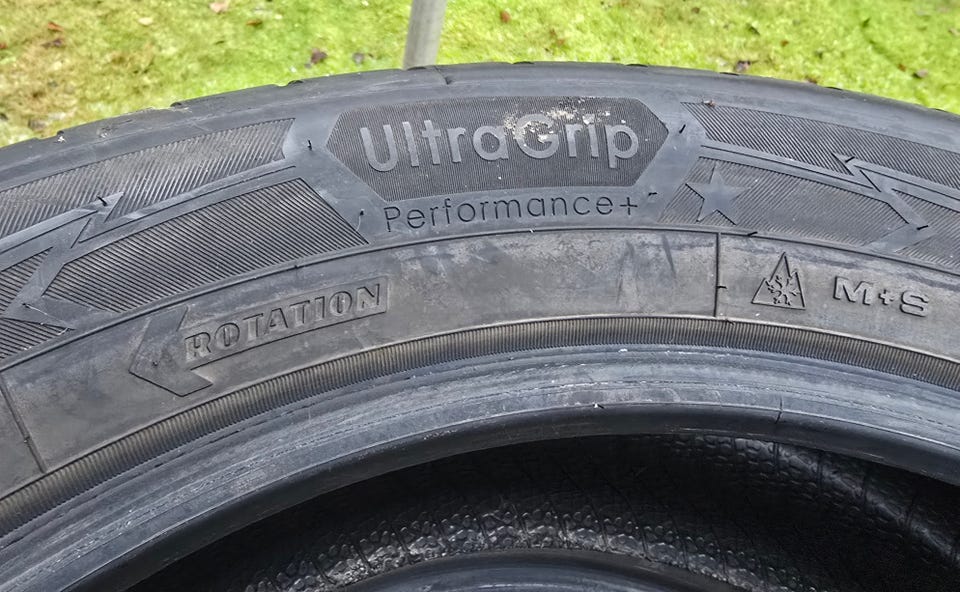 UltraGrip
Performance+
ROTATION
M+S